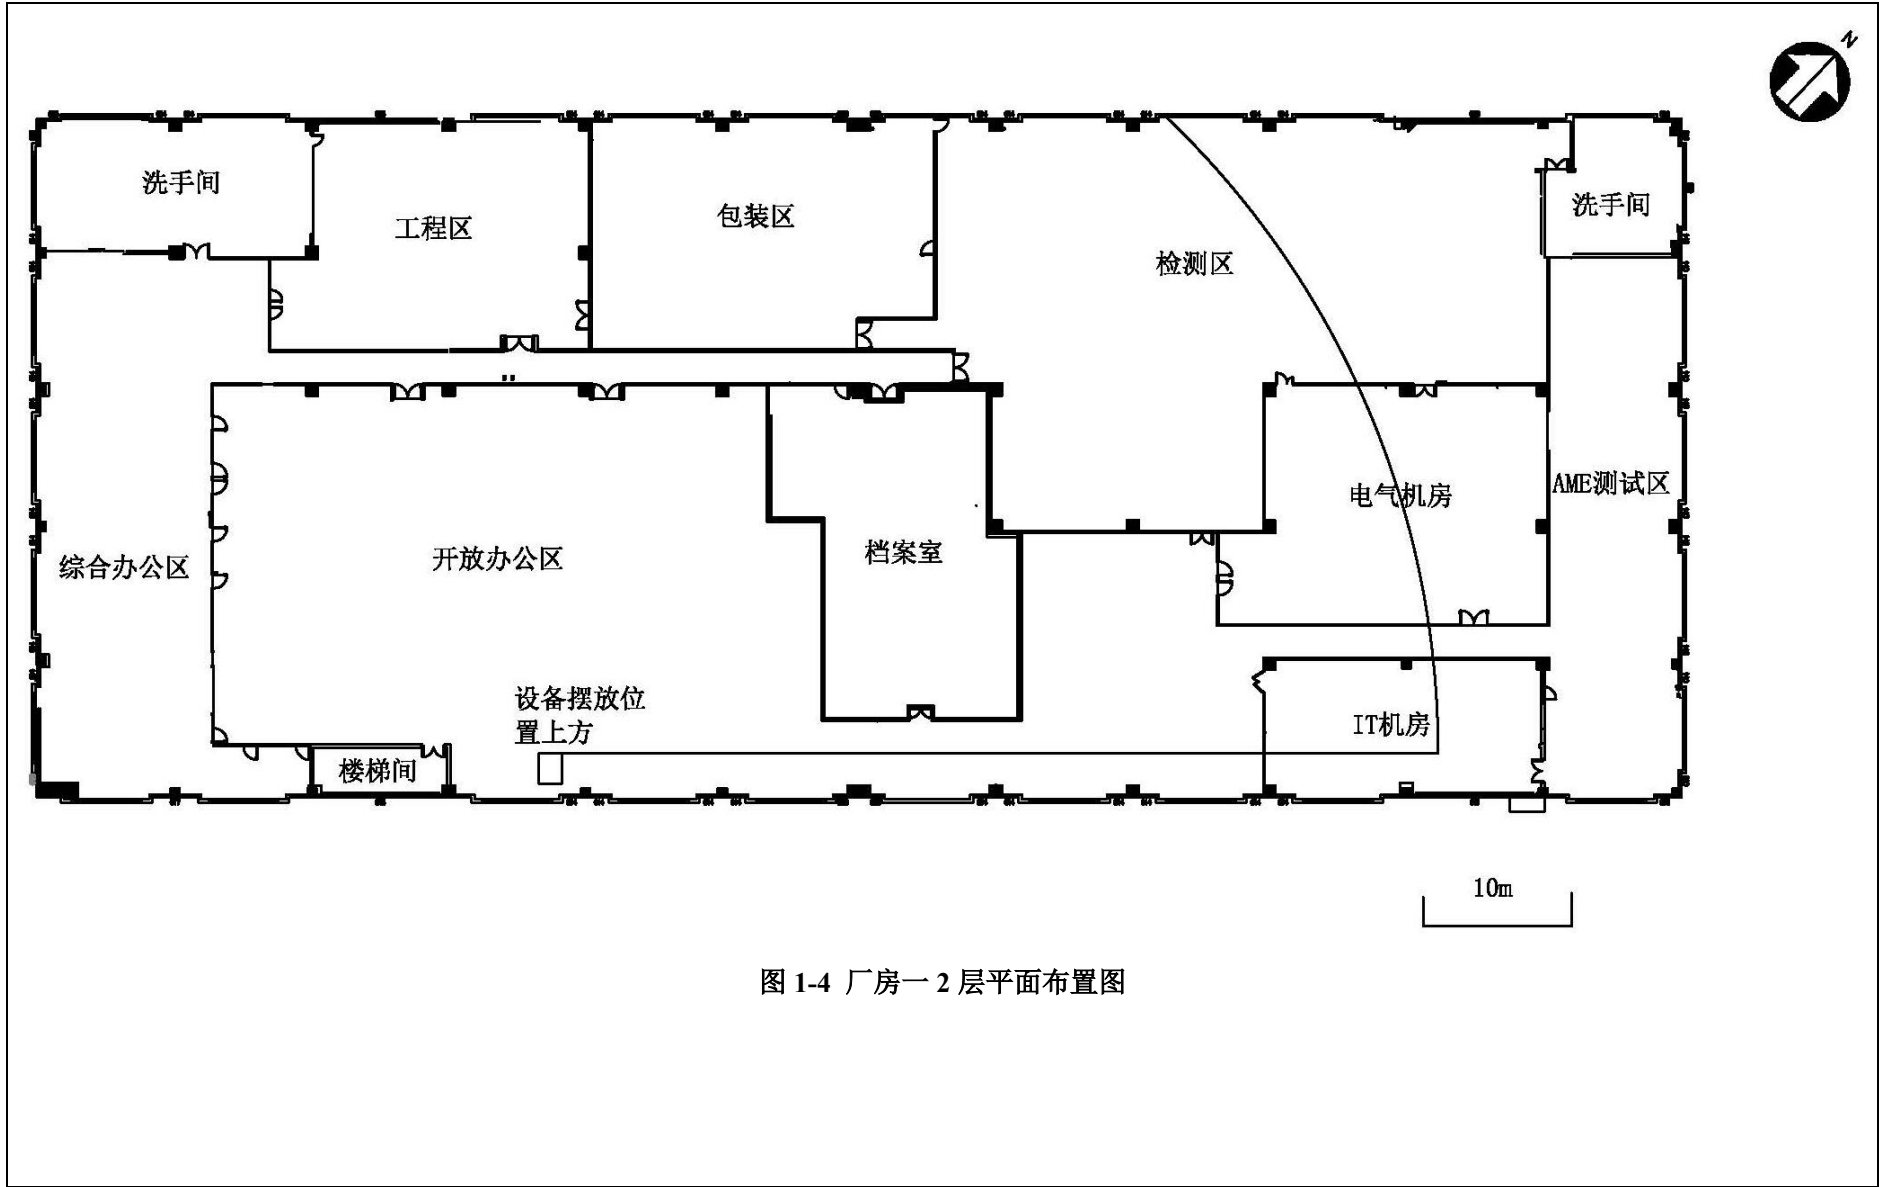 N
洗手间
工程区
包装区
检测区
洗手间
综合办公区
开放办公区
档案室
电气机房
AME测试区
设备摆放位
置上方
楼梯间
IT机房
10m
图 1-4 厂房一 2 层平面布置图